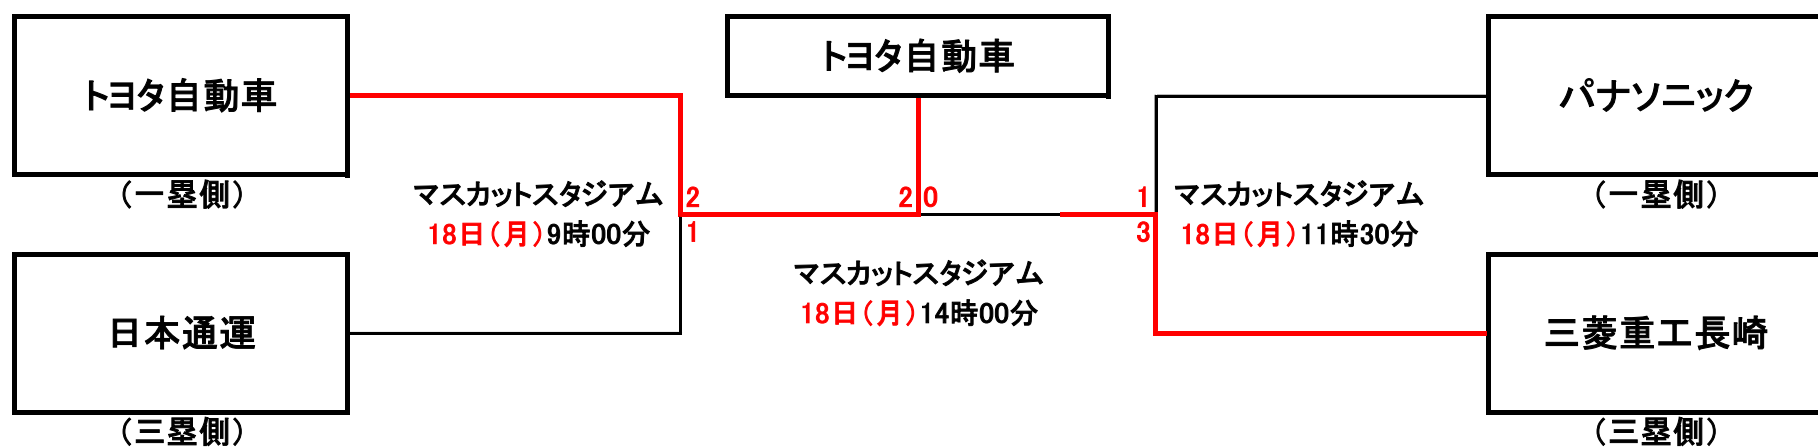 トヨタ自動車
トヨタ自動車
パナソニック
(一塁側)
マスカットスタジアム
18日(月)9時00分
2
1
2 0
1
3
マスカットスタジアム
18日(月)11時30分
(一塁側)
マスカットスタジアム
18日(月)14時00分
日本通運
三菱重工長崎
(三塁側)
(三塁側)